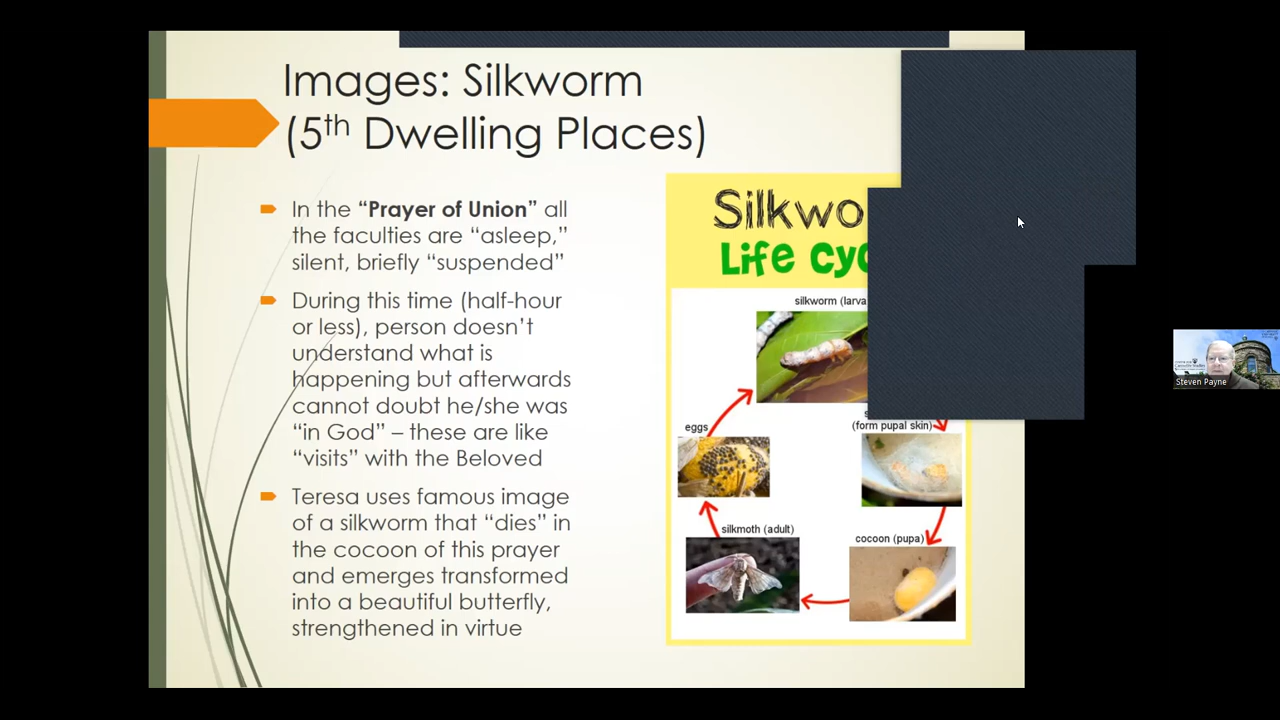 Images: Silkworm
(5th Dwelling Places)
In the “Prayer of Union” all
the faculties are “asleep,”
silent, briefly “suspended”
During this time (half-hour
or less), person doesn’t
understand what is
happening but afterwards
cannot doubt he/she was
“in God” – these are like
“visits” with the Beloved
Teresa uses famous image
of a silkworm that “dies” in
the cocoon of this prayer
and emerges transformed
into a beautiful butterfly,
strengthened in virtue
Silkwo
Life Cyc
silkworm (larva
eggs
(form pupal skin)
silkmoth (adult)
cocoon (pupa)
Steven Payne